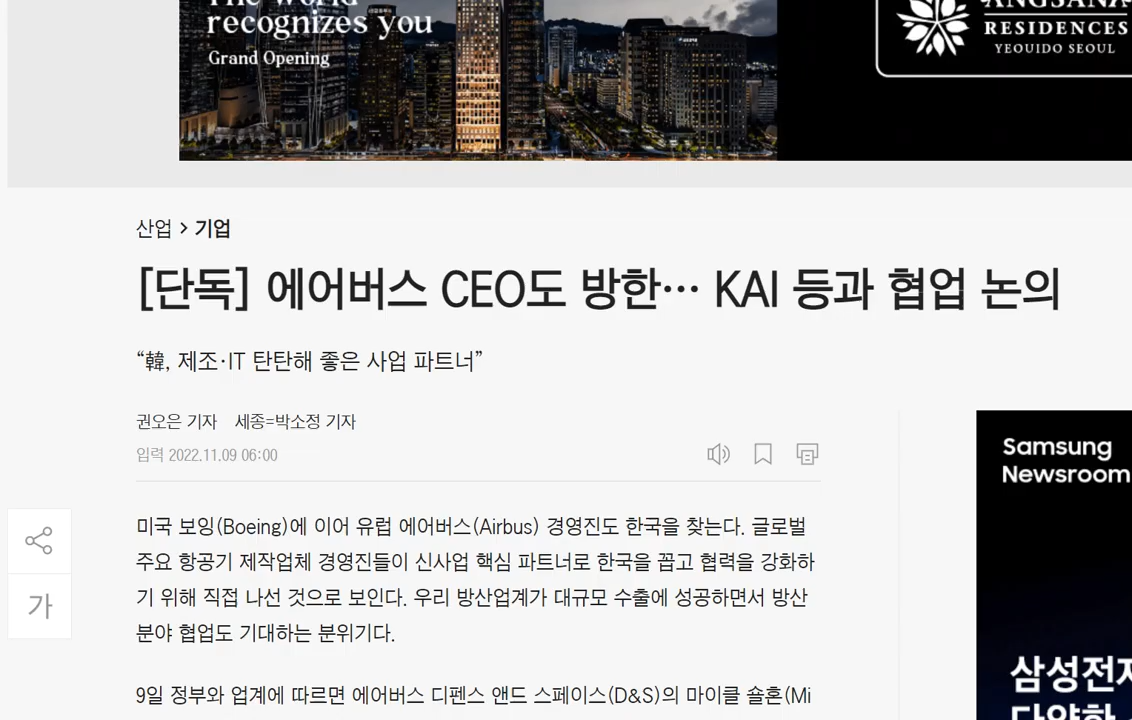 recognizes you
Grand Opening
RESIDENCES
YEOUIDO SEOUL
산업 > 기업
[단독] 에어버스 CEO도 방한… KAI 등과 협업 논의
“韓, 제조·IT 탄탄해 좋은 사업 파트너”
권오은 기자 세종=박소정 기자
입력 2022.11.09 06:00
미국 보잉(Boeing)에 이어 유럽 에어버스(Airbus) 경영진도 한국을 찾는다. 글로벌
주요 항공기 제작업체 경영진들이 신사업 핵심 파트너로 한국을 꼽고 협력을 강화하
기 위해 직접 나선 것으로 보인다. 우리 방산업계가 대규모 수출에 성공하면서 방산
분야 협업도 기대하는 분위기다.
9일 정부와 업계에 따르면 에어버스 디펜스 앤드 스페이스(D&S)의 마이클 숄혼(Mi
가
Samsung
Newsroom